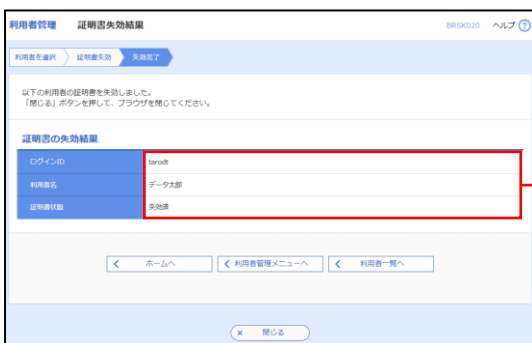 利用者管理 証明書失効結果 BRSK020 ヘルプ ?
利用者を選択 証明書失効 失効完了
以下の利用者の証明書を失効しました。
「閉じる」ボタンを押して、ブラウザを閉じてください。
証明書の失効結果
ログインID tarodt
利用者名 データ太郎
証明書状態 失効済
ホームへ 利用者管理メニューへ 利用者一覧へ
× 閉じる